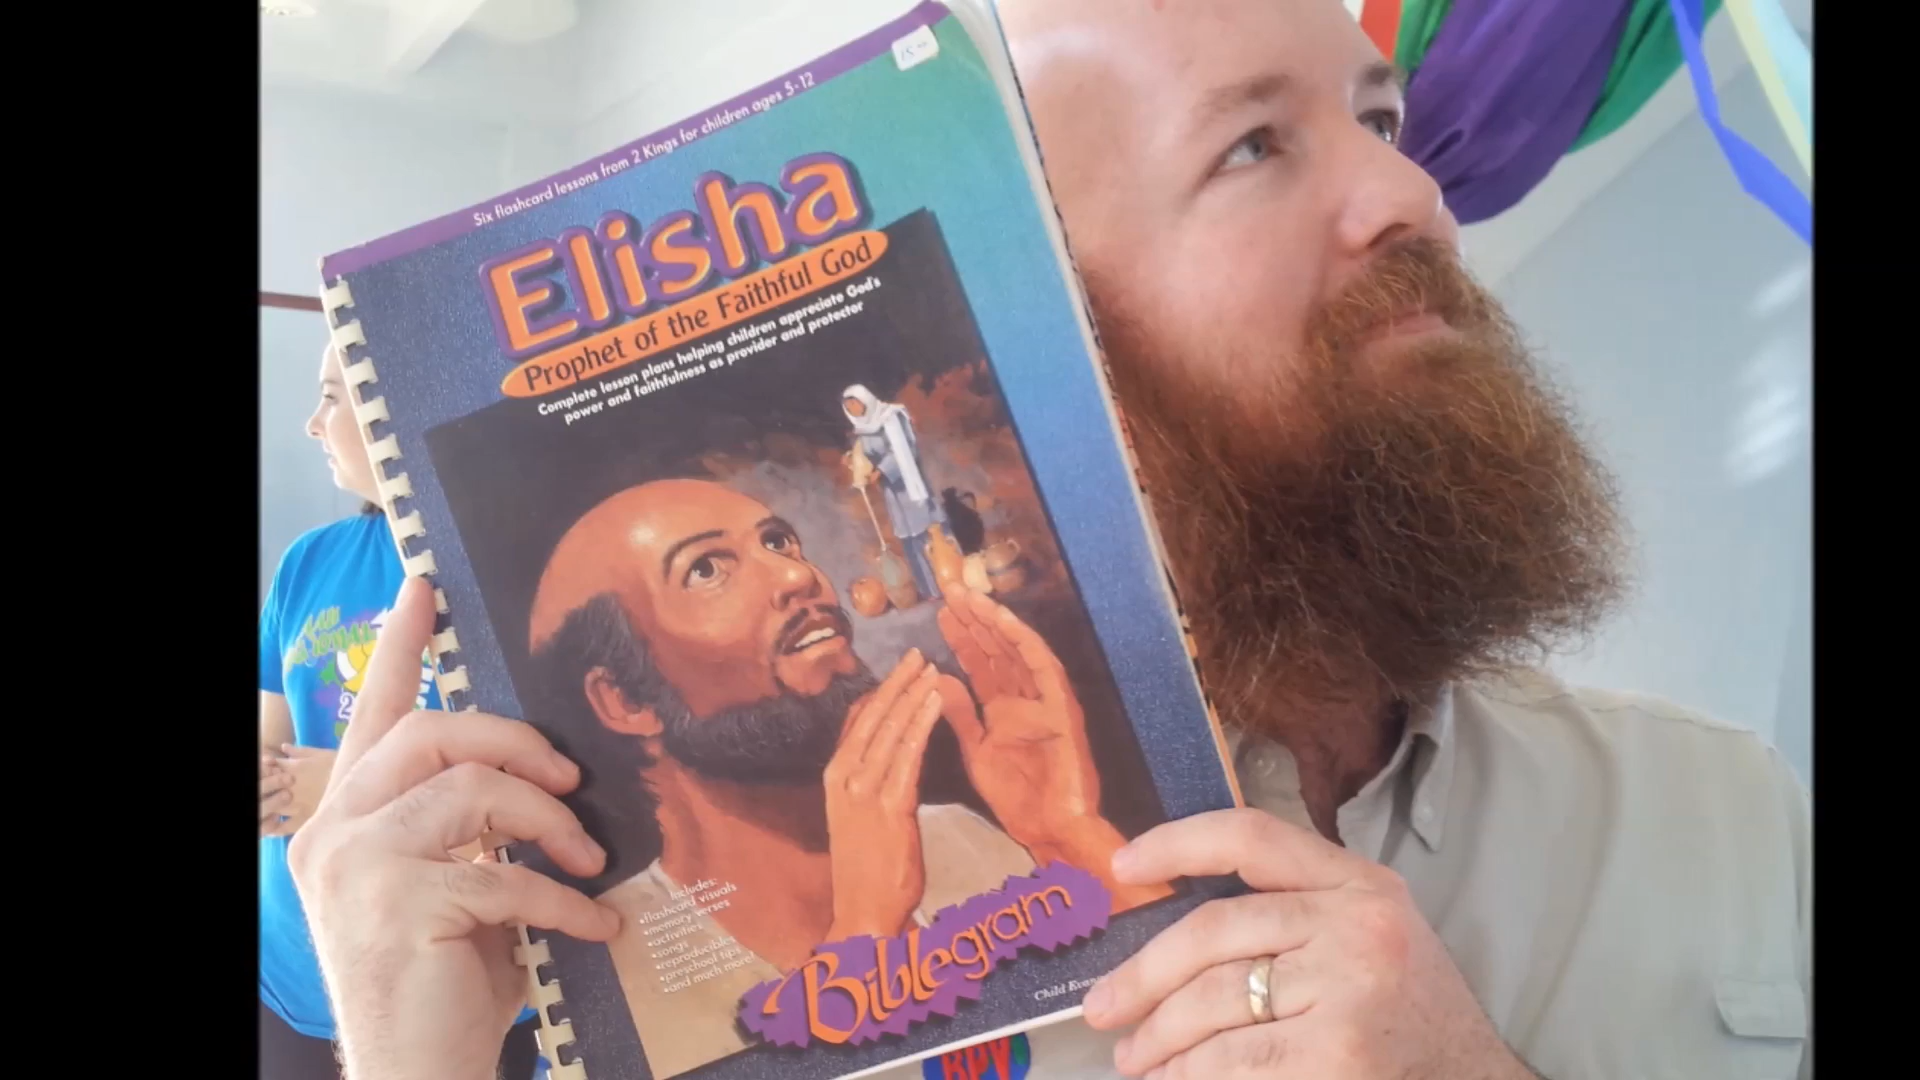 15
Six flashcard lessons from 2 Kings for children ages 5-12
Elisha
Prophet of the Faithful God
Complete lesson plans helping children appreciate God's
power and faithfulness as provider and protector
Includes:
•flashcard visuals
•memory verses
•activities
•songs
•reproducibles
•preschool tips
•and much more!
Biblegram
Child